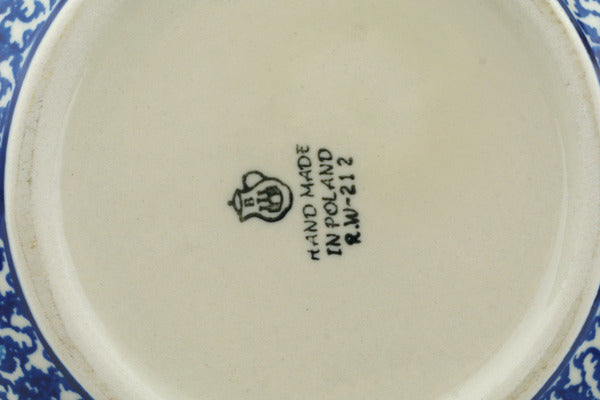 B
HAND MADE
IN POLAND
R.W-212